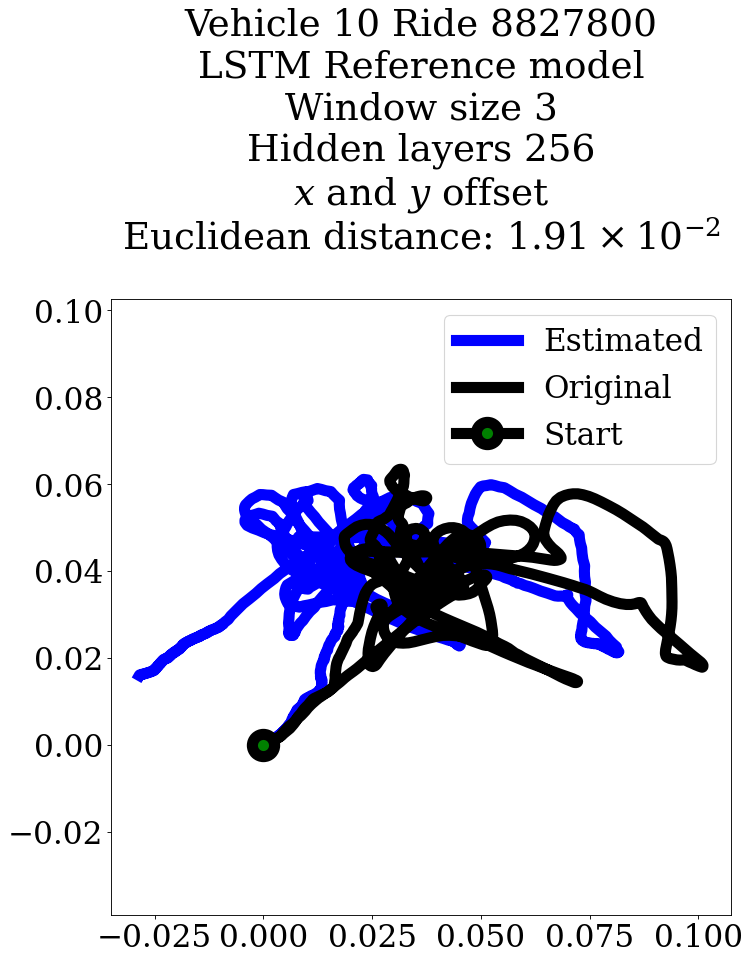 Vehicle 10 Ride 8827800
LSTM Reference model
Window size 3
Hidden layers 256
x and y offset
Euclidean distance: 1.91 × 10⁻²
Estimated
Original
Start
0.10
0.08
0.06
0.04
0.02
0.00
−0.02
−0.025 0.000 0.025 0.050 0.075 0.100